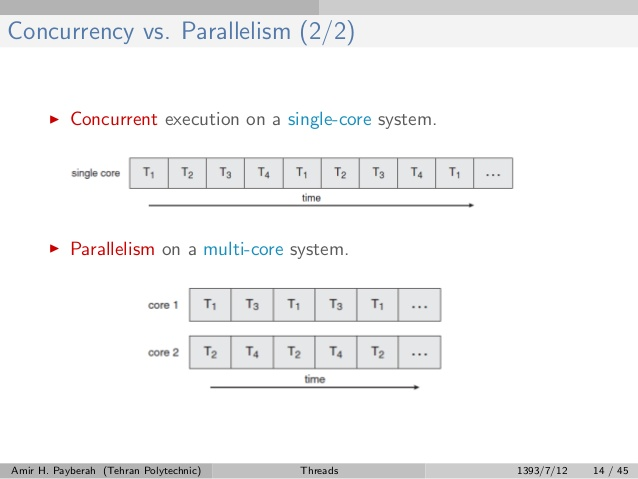 Concurrency vs. Parallelism (2/2)
▶ Concurrent execution on a single-core system.
single core T1 T2 T3 T4 T1 T2 T3 T4 T1 ...
time
▶ Parallelism on a multi-core system.
core 1 T1 T3 T1 T3 T1 ...
core 2 T2 T4 T2 T4 T2 ...
time
Amir H. Payberah (Tehran Polytechnic) Threads 1393/7/12 14 / 45